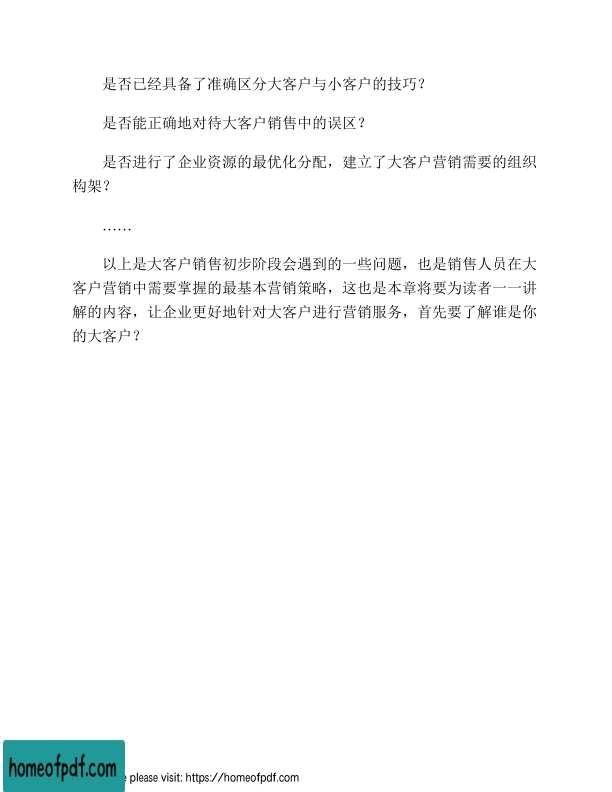 是否已经具备了准确区分大客户与小客户的技巧？
是否能正确地对待大客户销售中的误区？
是否进行了企业资源的最优化分配，建立了大客户营销需要的组织
构架？
……
以上是大客户销售初步阶段会遇到的一些问题，也是销售人员在大
客户营销中需要掌握的最基本营销策略，这也是本章将要为读者一一讲
解的内容，让企业更好地针对大客户进行营销服务，首先要了解谁是你
的大客户？
homeofpdf.com
please visit: https://homeofpdf.com